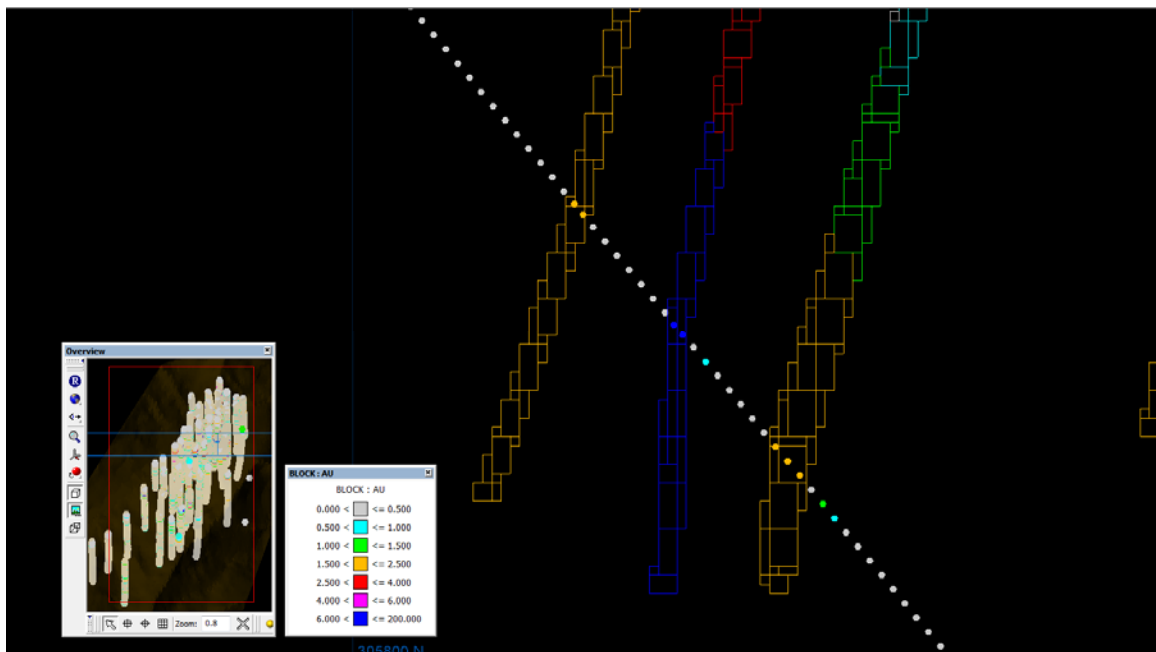 Overview
R
Zoom: 0.8
BLOCK : AU
BLOCK : AU
0.000 < <= 0.500
0.500 < <= 1.000
1.000 < <= 1.500
1.500 < <= 2.500
2.500 < <= 4.000
4.000 < <= 6.000
6.000 < <= 200.000